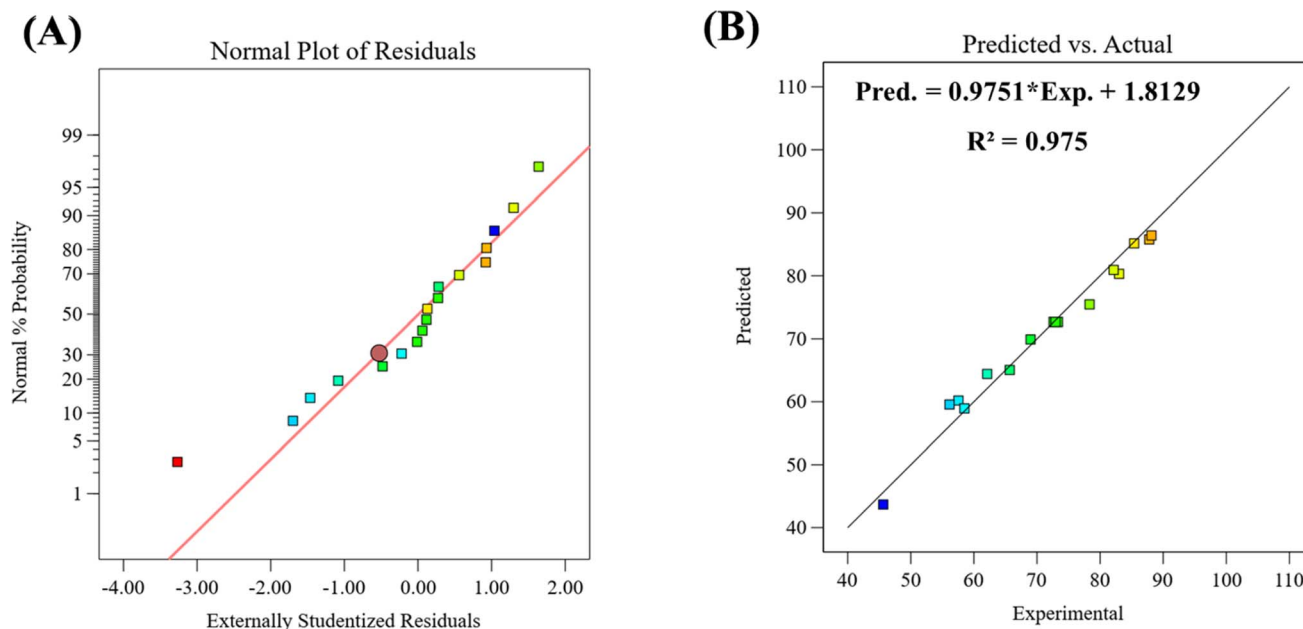 (A)
Normal Plot of Residuals
Normal % Probability
99
95
90
80
70
50
30
20
10
5
1
-4.00 -3.00 -2.00 -1.00 0.00 1.00 2.00
Externally Studentized Residuals
(B)
Predicted vs. Actual
Pred. = 0.9751*Exp. + 1.8129
R² = 0.975
Predicted
110
100
90
80
70
60
50
40
40 50 60 70 80 90 100 110
Experimental